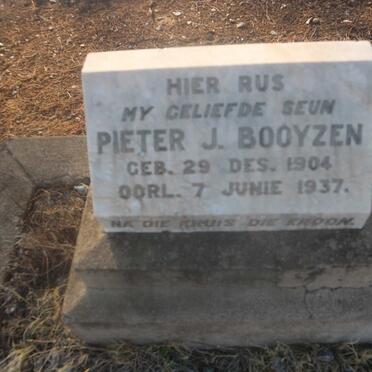 HIER RUS
MY GELIEFDE SEUN
PIETER J. BOOYZEN
GEB. 29 DES. 1904
OORL. 7 JUNIE 1937.
NA DIE KRUIS DIE KROON.